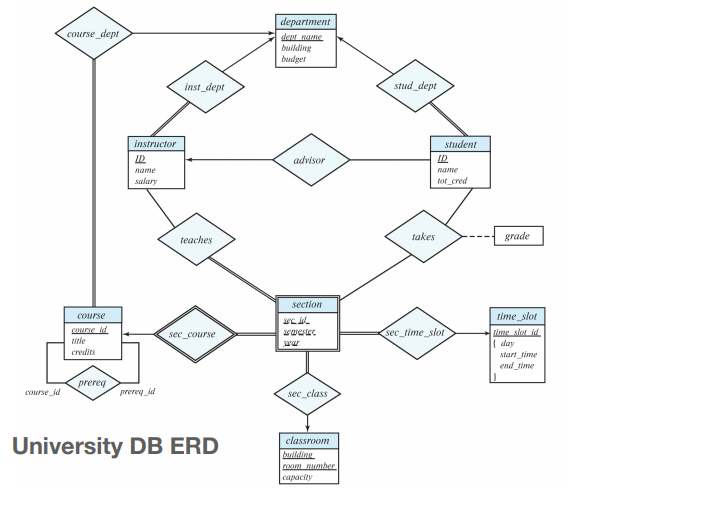 department
dept_name
building
budget
course_dept
inst_dept
stud_dept
instructor
ID
name
salary
advisor
student
ID
name
tot_cred
teaches
takes
grade
section
sec_id
semester
year
course
course_id
title
credits
sec_course
sec_time_slot
time_slot
time_slot_id
{ day
start_time
end_time
}
prereq
course_id
prereq_id
sec_class
classroom
building
room_number
capacity
University DB ERD